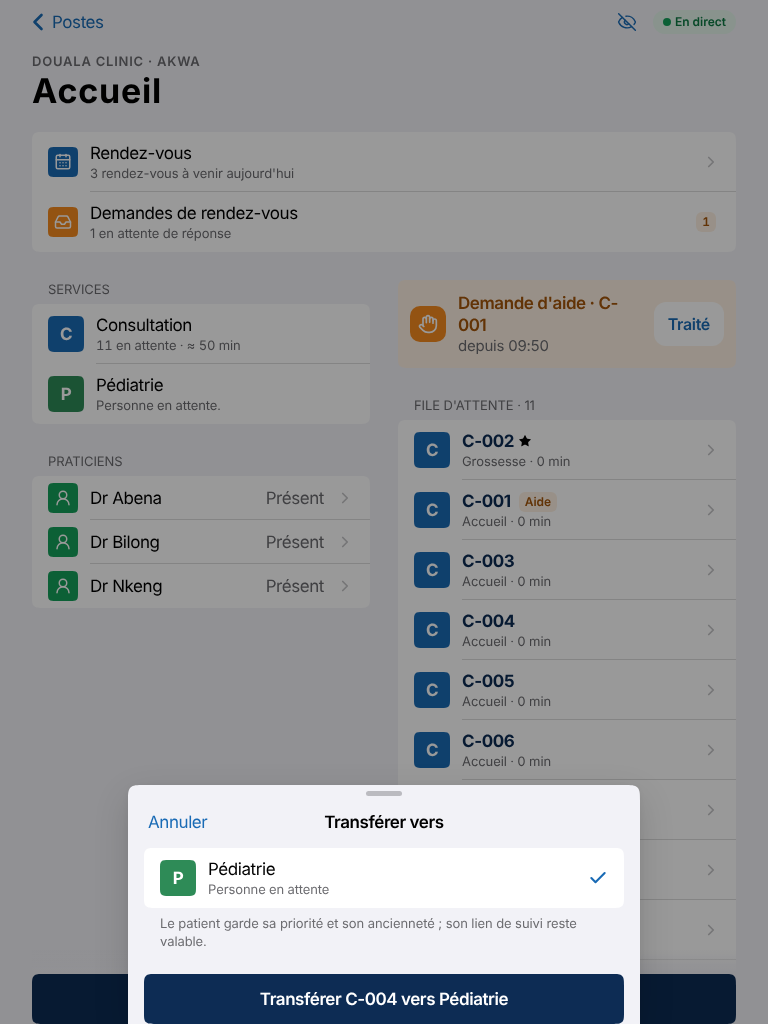 Postes
En direct
DOUALA CLINIC · AKWA
Accueil
Rendez-vous
3 rendez-vous à venir aujourd'hui
Demandes de rendez-vous
1 en attente de réponse
1
SERVICES
C
Consultation
11 en attente · ≈ 50 min
P
Pédiatrie
Personne en attente.
PRATICIENS
Dr Abena
Présent
Dr Bilong
Présent
Dr Nkeng
Présent
Demande d'aide · C-
001
depuis 09:50
Traité
FILE D'ATTENTE · 11
C
C-002 ★
Grossesse · 0 min
C
C-001
Aide
Accueil · 0 min
C
C-003
Accueil · 0 min
C
C-004
Accueil · 0 min
C
C-005
Accueil · 0 min
C
C-006
Accueil · 0 min
Annuler
Transférer vers
P
Pédiatrie
Personne en attente
Le patient garde sa priorité et son ancienneté ; son lien de suivi reste
valable.
Transférer C-004 vers Pédiatrie